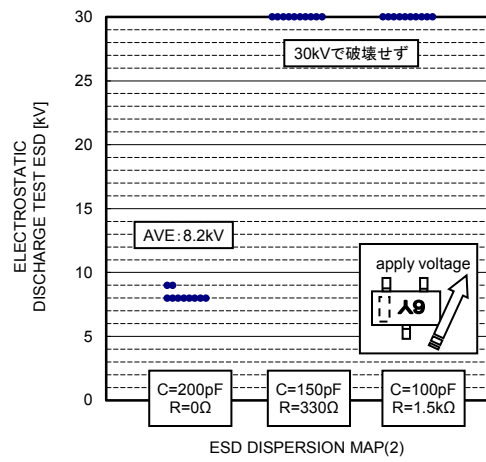 ELECTROSTATIC
DISCHARGE TEST ESD [kV]
30
25
20
15
10
5
0
30kVで破壊せず
AVE:8.2kV
apply voltage
6Y
C=200pF
R=0Ω
C=150pF
R=330Ω
C=100pF
R=1.5kΩ
ESD DISPERSION MAP(2)